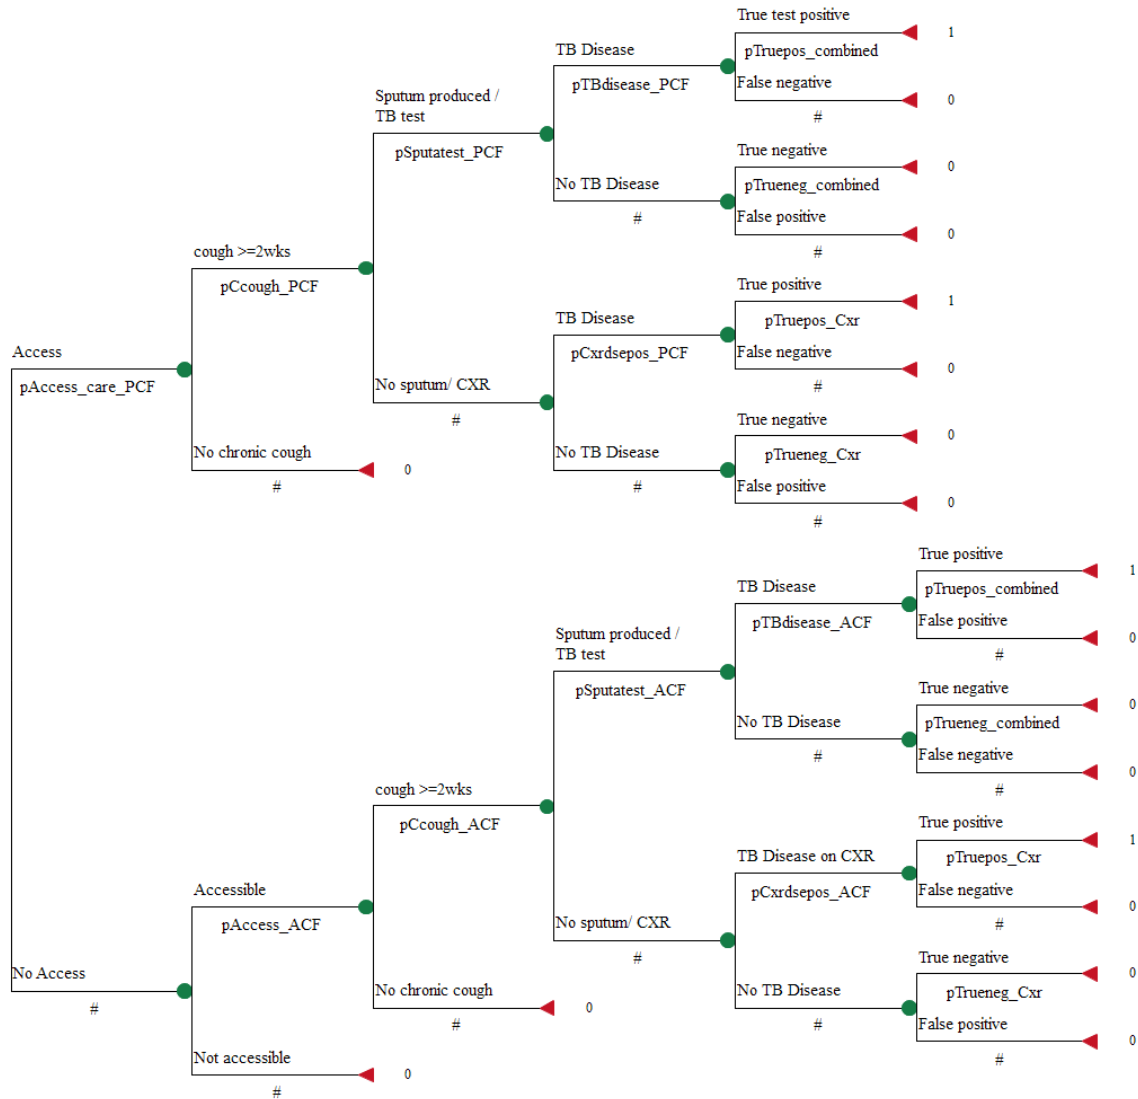 True test positive
1
TB Disease
pTruepos_combined
pTBdisease_PCF
False negative
Sputum produced /
0
TB test
#
pSputatest_PCF
True negative
0
No TB Disease
pTrueneg_combined
#
False positive
0
cough >=2wks
#
pCcough_PCF
True positive
1
TB Disease
pTruepos_Cxr
Access
pCxrdsepos_PCF
False negative
0
pAccess_care_PCF
No sputum/ CXR
#
#
True negative
0
No chronic cough
No TB Disease
pTrueneg_Cxr
0
#
#
False positive
0
#
True positive
1
TB Disease
pTruepos_combined
pTBdisease_ACF
False positive
Sputum produced /
0
TB test
#
pSputatest_ACF
True negative
0
No TB Disease
pTrueneg_combined
#
False negative
0
cough >=2wks
#
pCcough_ACF
True positive
1
TB Disease on CXR
pTruepos_Cxr
Accessible
pCxrdsepos_ACF
False negative
0
pAccess_ACF
No sputum/ CXR
#
#
True negative
0
No Access
No chronic cough
No TB Disease
pTrueneg_Cxr
#
0
#
#
False positive
0
Not accessible
#
0
#